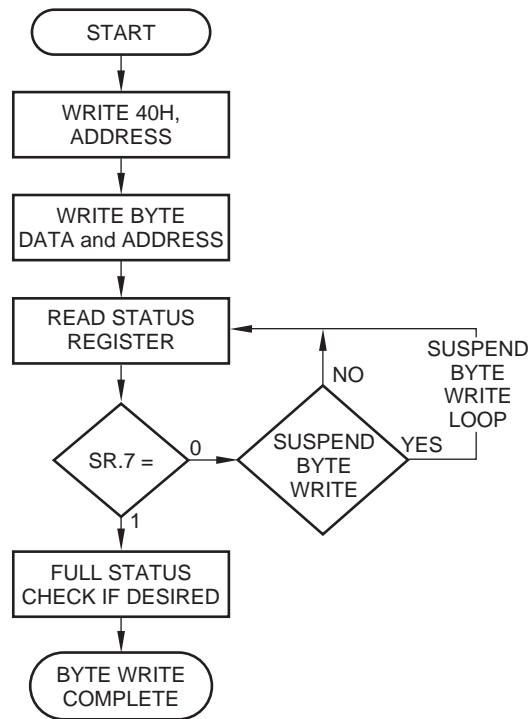 START
WRITE 40H,
ADDRESS
WRITE BYTE
DATA and ADDRESS
READ STATUS
REGISTER
SUSPEND
BYTE
WRITE
LOOP
NO
SR.7 =
0
SUSPEND
BYTE
WRITE
YES
1
FULL STATUS
CHECK IF DESIRED
BYTE WRITE
COMPLETE